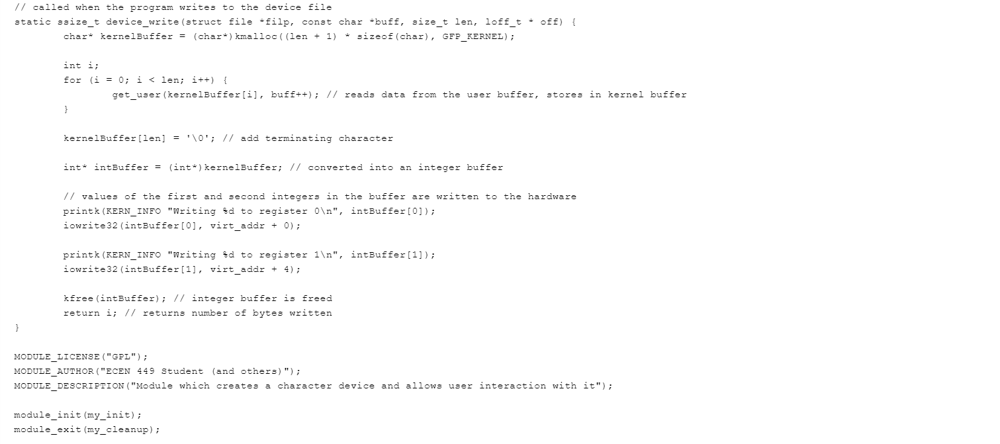 // called when the program writes to the device file
static ssize_t device_write(struct file *filp, const char *buff, size_t len, loff_t * off) {
char* kernelBuffer = (char*)kmalloc((len + 1) * sizeof(char), GFP_KERNEL);
int i;
for (i = 0; i < len; i++) {
get_user(kernelBuffer[i], buff++); // reads data from the user buffer, stores in kernel buffer
}
kernelBuffer[len] = '\0'; // add terminating character
int* intBuffer = (int*)kernelBuffer; // converted into an integer buffer
// values of the first and second integers in the buffer are written to the hardware
printk(KERN_INFO "Writing %d to register 0\n", intBuffer[0]);
iowrite32(intBuffer[0], virt_addr + 0);
printk(KERN_INFO "Writing %d to register 1\n", intBuffer[1]);
iowrite32(intBuffer[1], virt_addr + 4);
kfree(intBuffer); // integer buffer is freed
return i; // returns number of bytes written
}
MODULE_LICENSE("GPL");
MODULE_AUTHOR("ECEN 449 Student (and others)");
MODULE_DESCRIPTION("Module which creates a character device and allows user interaction with it");
module_init(my_init);
module_exit(my_cleanup);